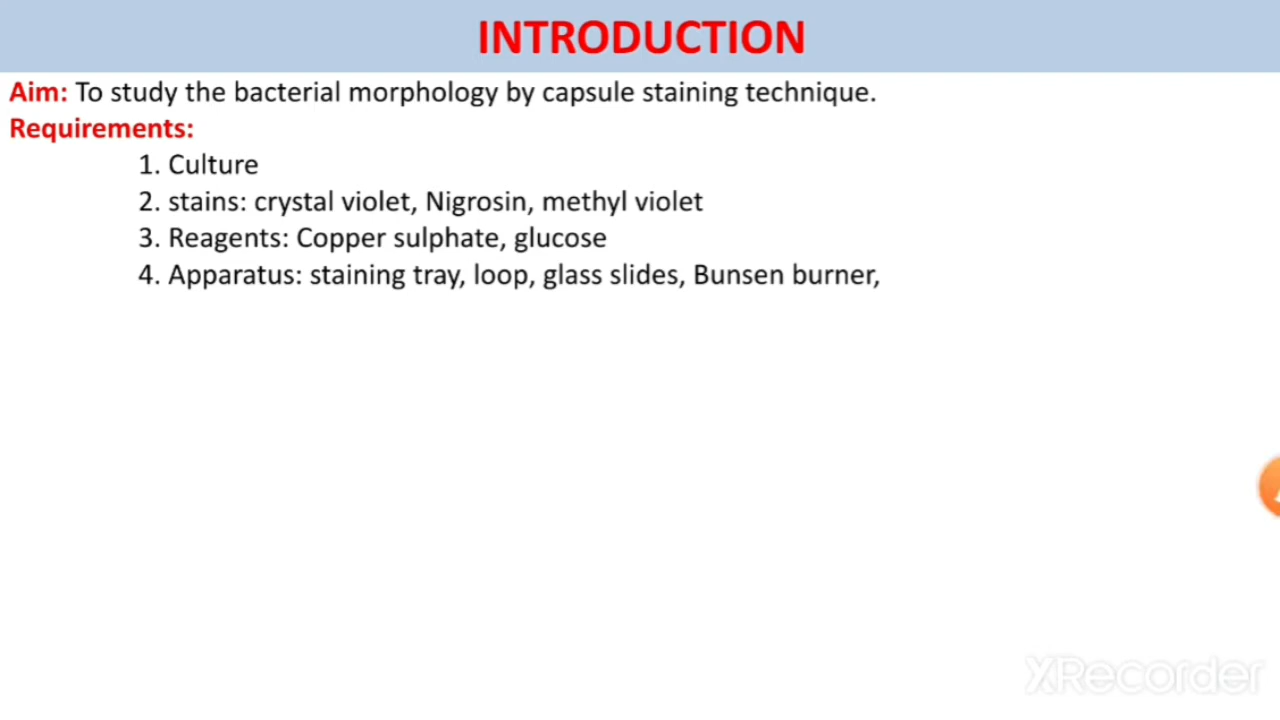 INTRODUCTION
Aim: To study the bacterial morphology by capsule staining technique.
Requirements:
1. Culture
2. stains: crystal violet, Nigrosin, methyl violet
3. Reagents: Copper sulphate, glucose
4. Apparatus: staining tray, loop, glass slides, Bunsen burner,
XRecorder